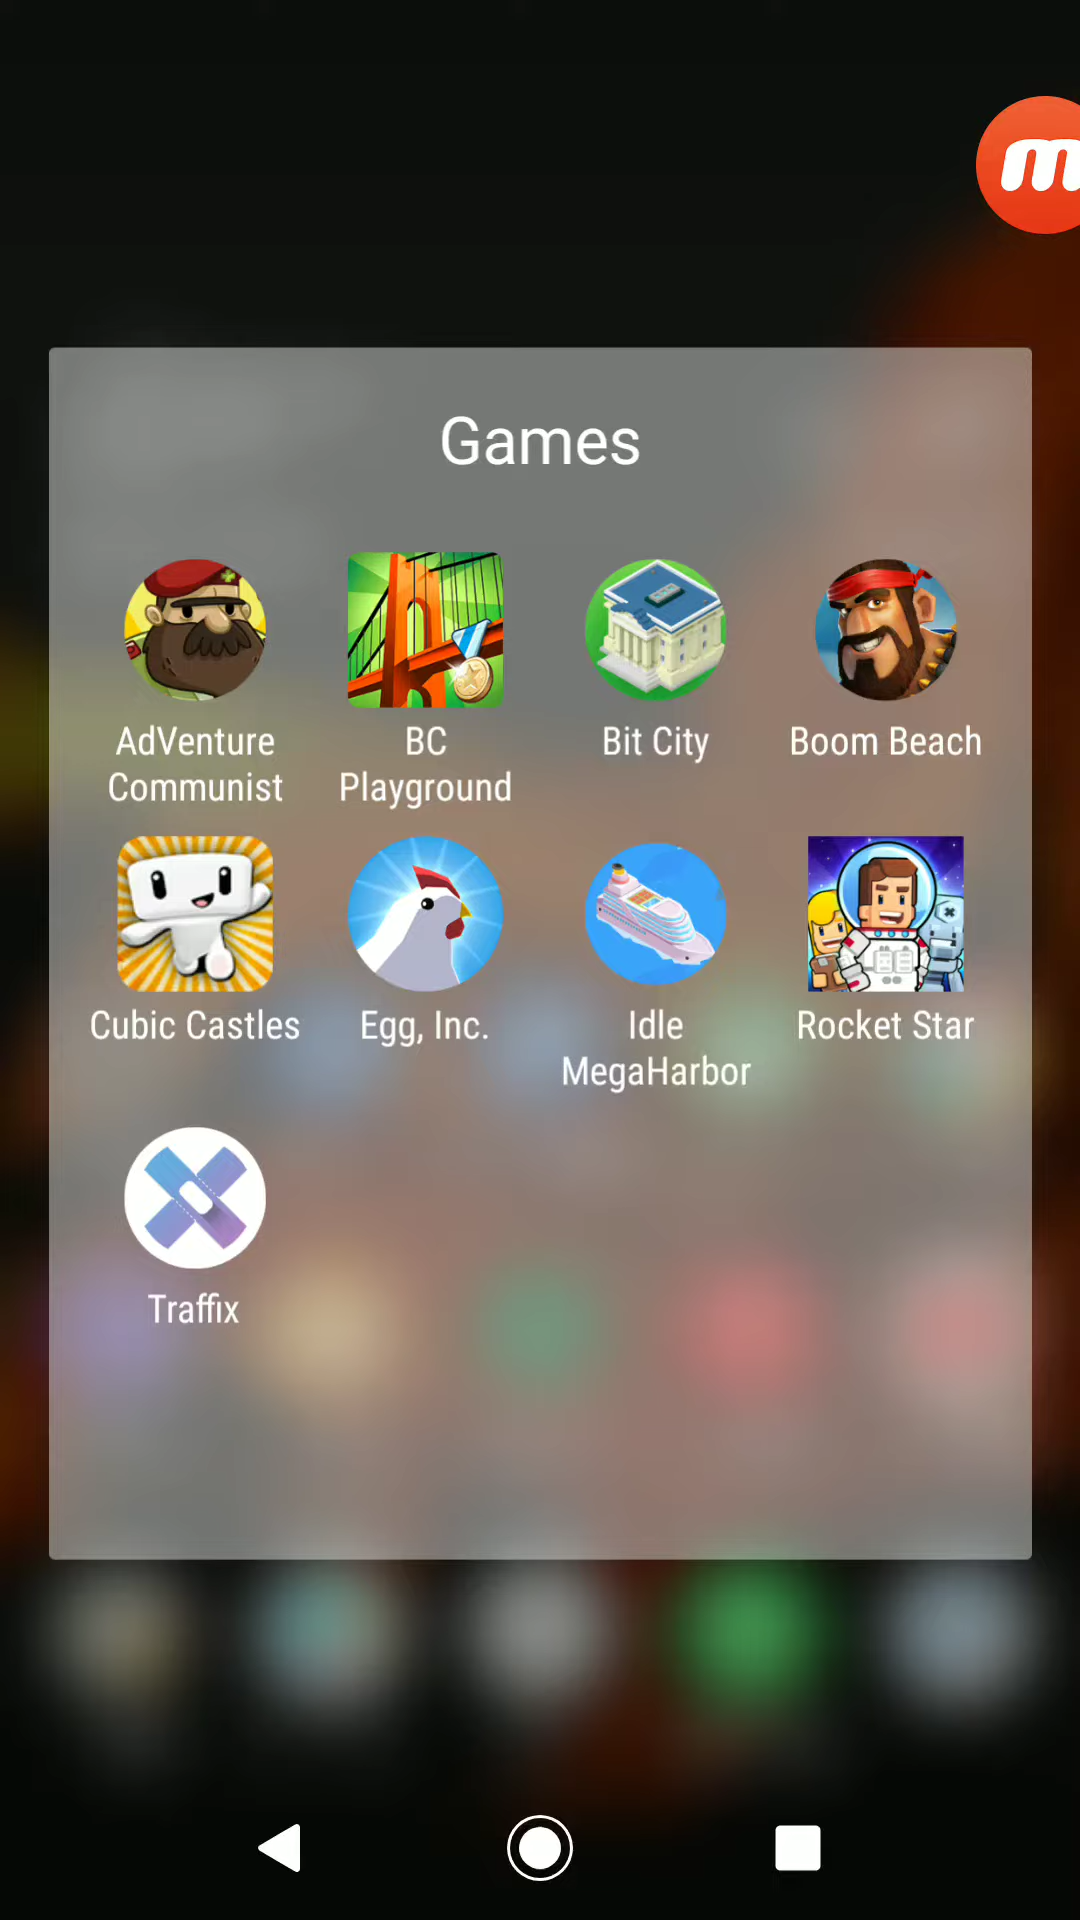 m
Games
AdVenture
Communist
BC
Playground
Bit City
Boom Beach
Cubic Castles
Egg, Inc.
Idle
MegaHarbor
Rocket Star
Traffix